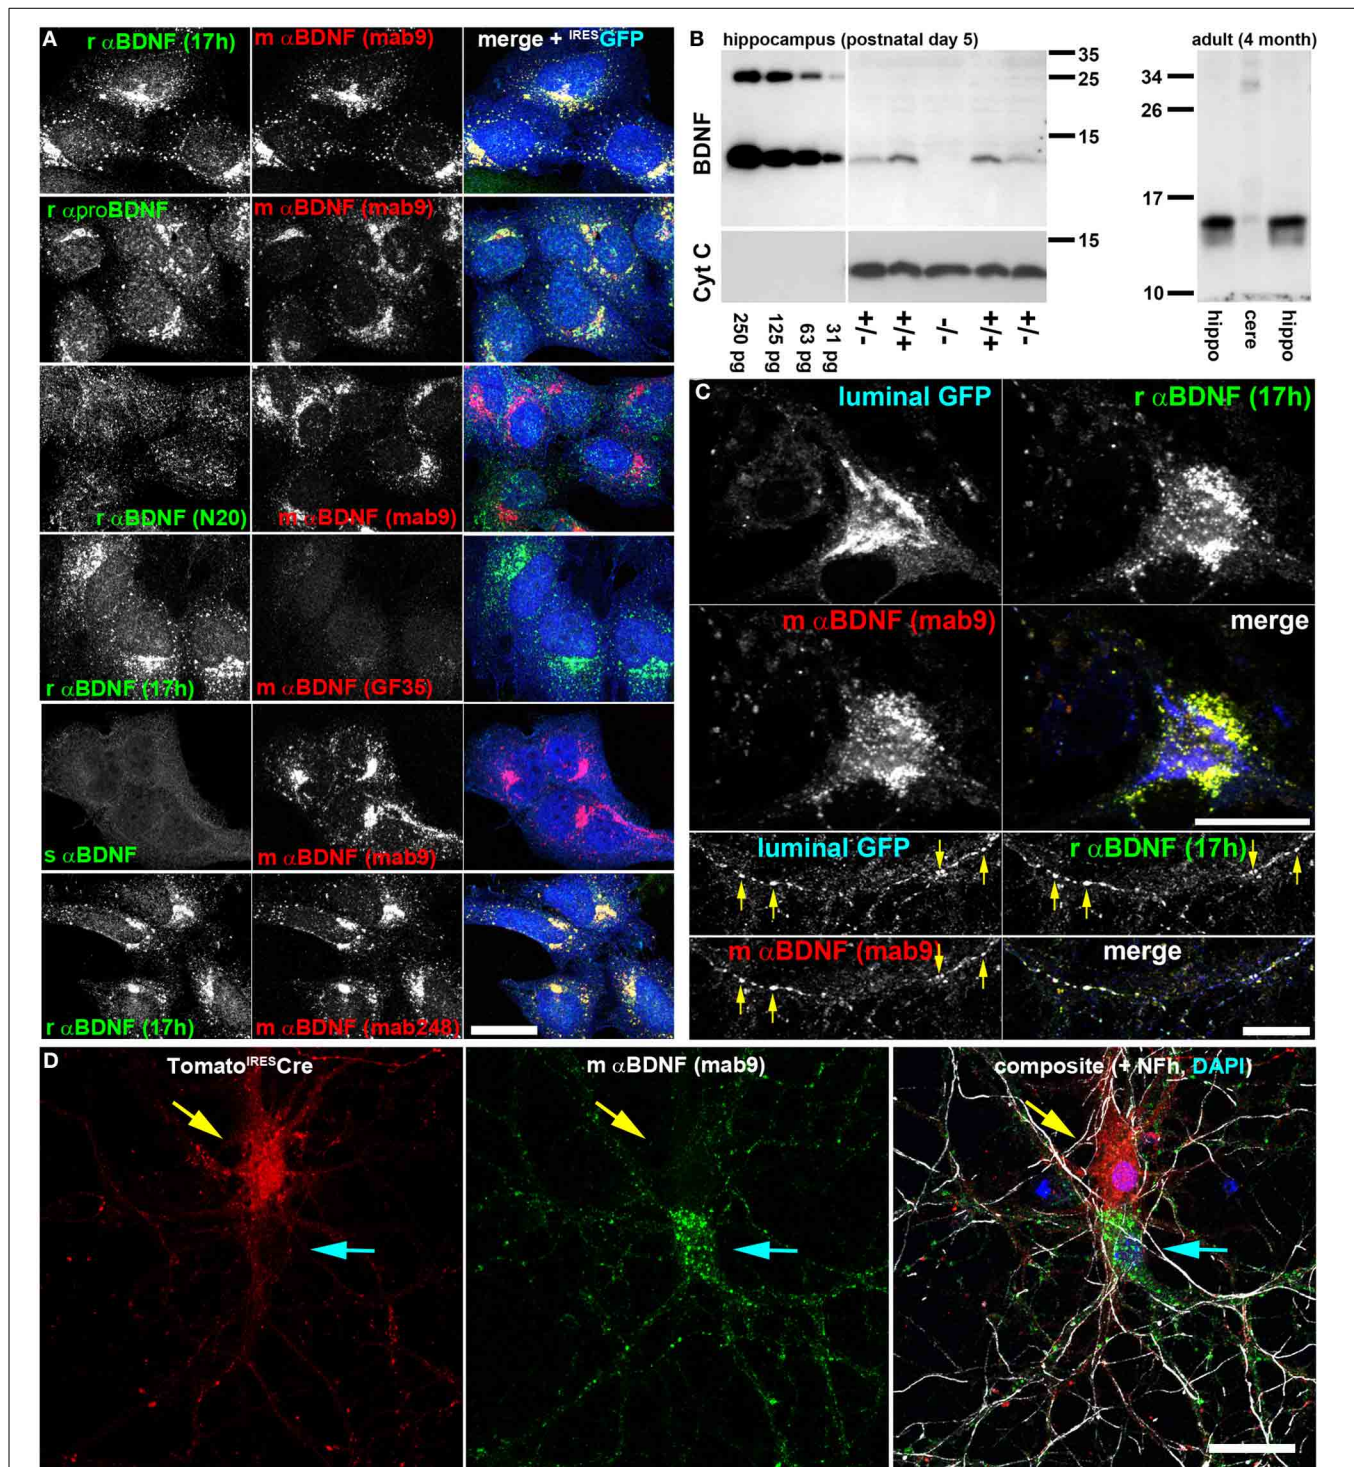 A
r αBDNF (17h)
m αBDNF (mab9)
merge + IRESGFP
r αproBDNF
m αBDNF (mab9)
r αBDNF (N20)
m αBDNF (mab9)
r αBDNF (17h)
m αBDNF (GF35)
s αBDNF
m αBDNF (mab9)
r αBDNF (17h)
m αBDNF (mab248)
B
hippocampus (postnatal day 5)
adult (4 month)
BDNF
35
25
15
Cyt C
15
250 pg
125 pg
63 pg
31 pg
+/-
+/+
-/-
+/+
+/-
34
26
17
10
hippo
cere
hippo
C
luminal GFP
r αBDNF (17h)
m αBDNF (mab9)
merge
luminal GFP
r αBDNF (17h)
m αBDNF (mab9)
merge
D
TomatoIRESCre
m αBDNF (mab9)
composite (+ NFh, DAPI)